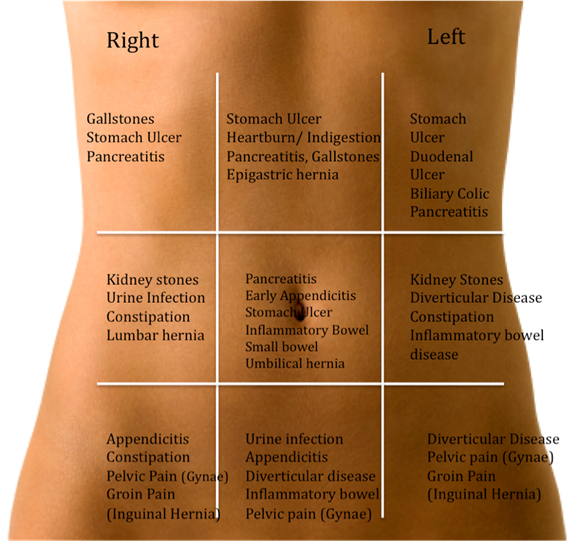 Right
Left
Gallstones
Stomach Ulcer
Pancreatitis
Stomach Ulcer
Heartburn/ Indigestion
Pancreatitis, Gallstones
Epigastric hernia
Stomach
Ulcer
Duodenal
Ulcer
Biliary Colic
Pancreatitis
Kidney stones
Urine Infection
Constipation
Lumbar hernia
Pancreatitis
Early Appendicitis
Stomach Ulcer
Inflammatory Bowel
Small bowel
Umbilical hernia
Kidney Stones
Diverticular Disease
Constipation
Inflammatory bowel
disease
Appendicitis
Constipation
Pelvic Pain (Gynae)
Groin Pain
(Inguinal Hernia)
Urine infection
Appendicitis
Diverticular disease
Inflammatory bowel
Pelvic pain (Gynae)
Diverticular Disease
Pelvic pain (Gynae)
Groin Pain
(Inguinal Hernia)